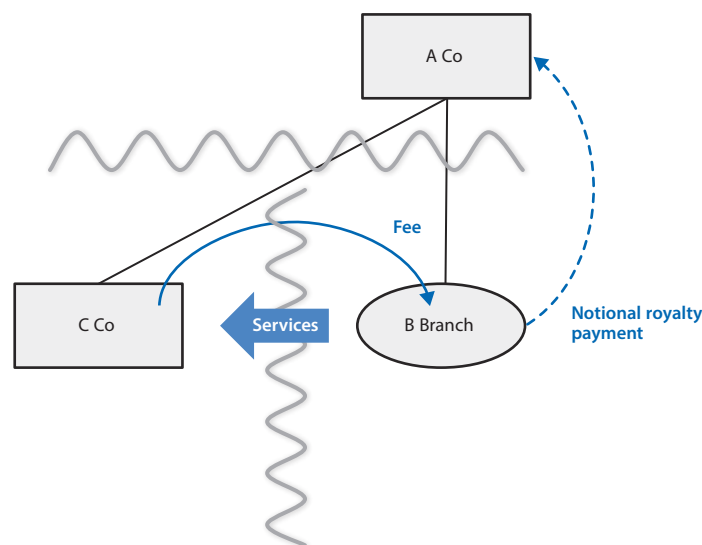 A Co
Fee
Notional royalty
payment
C Co
Services
B Branch